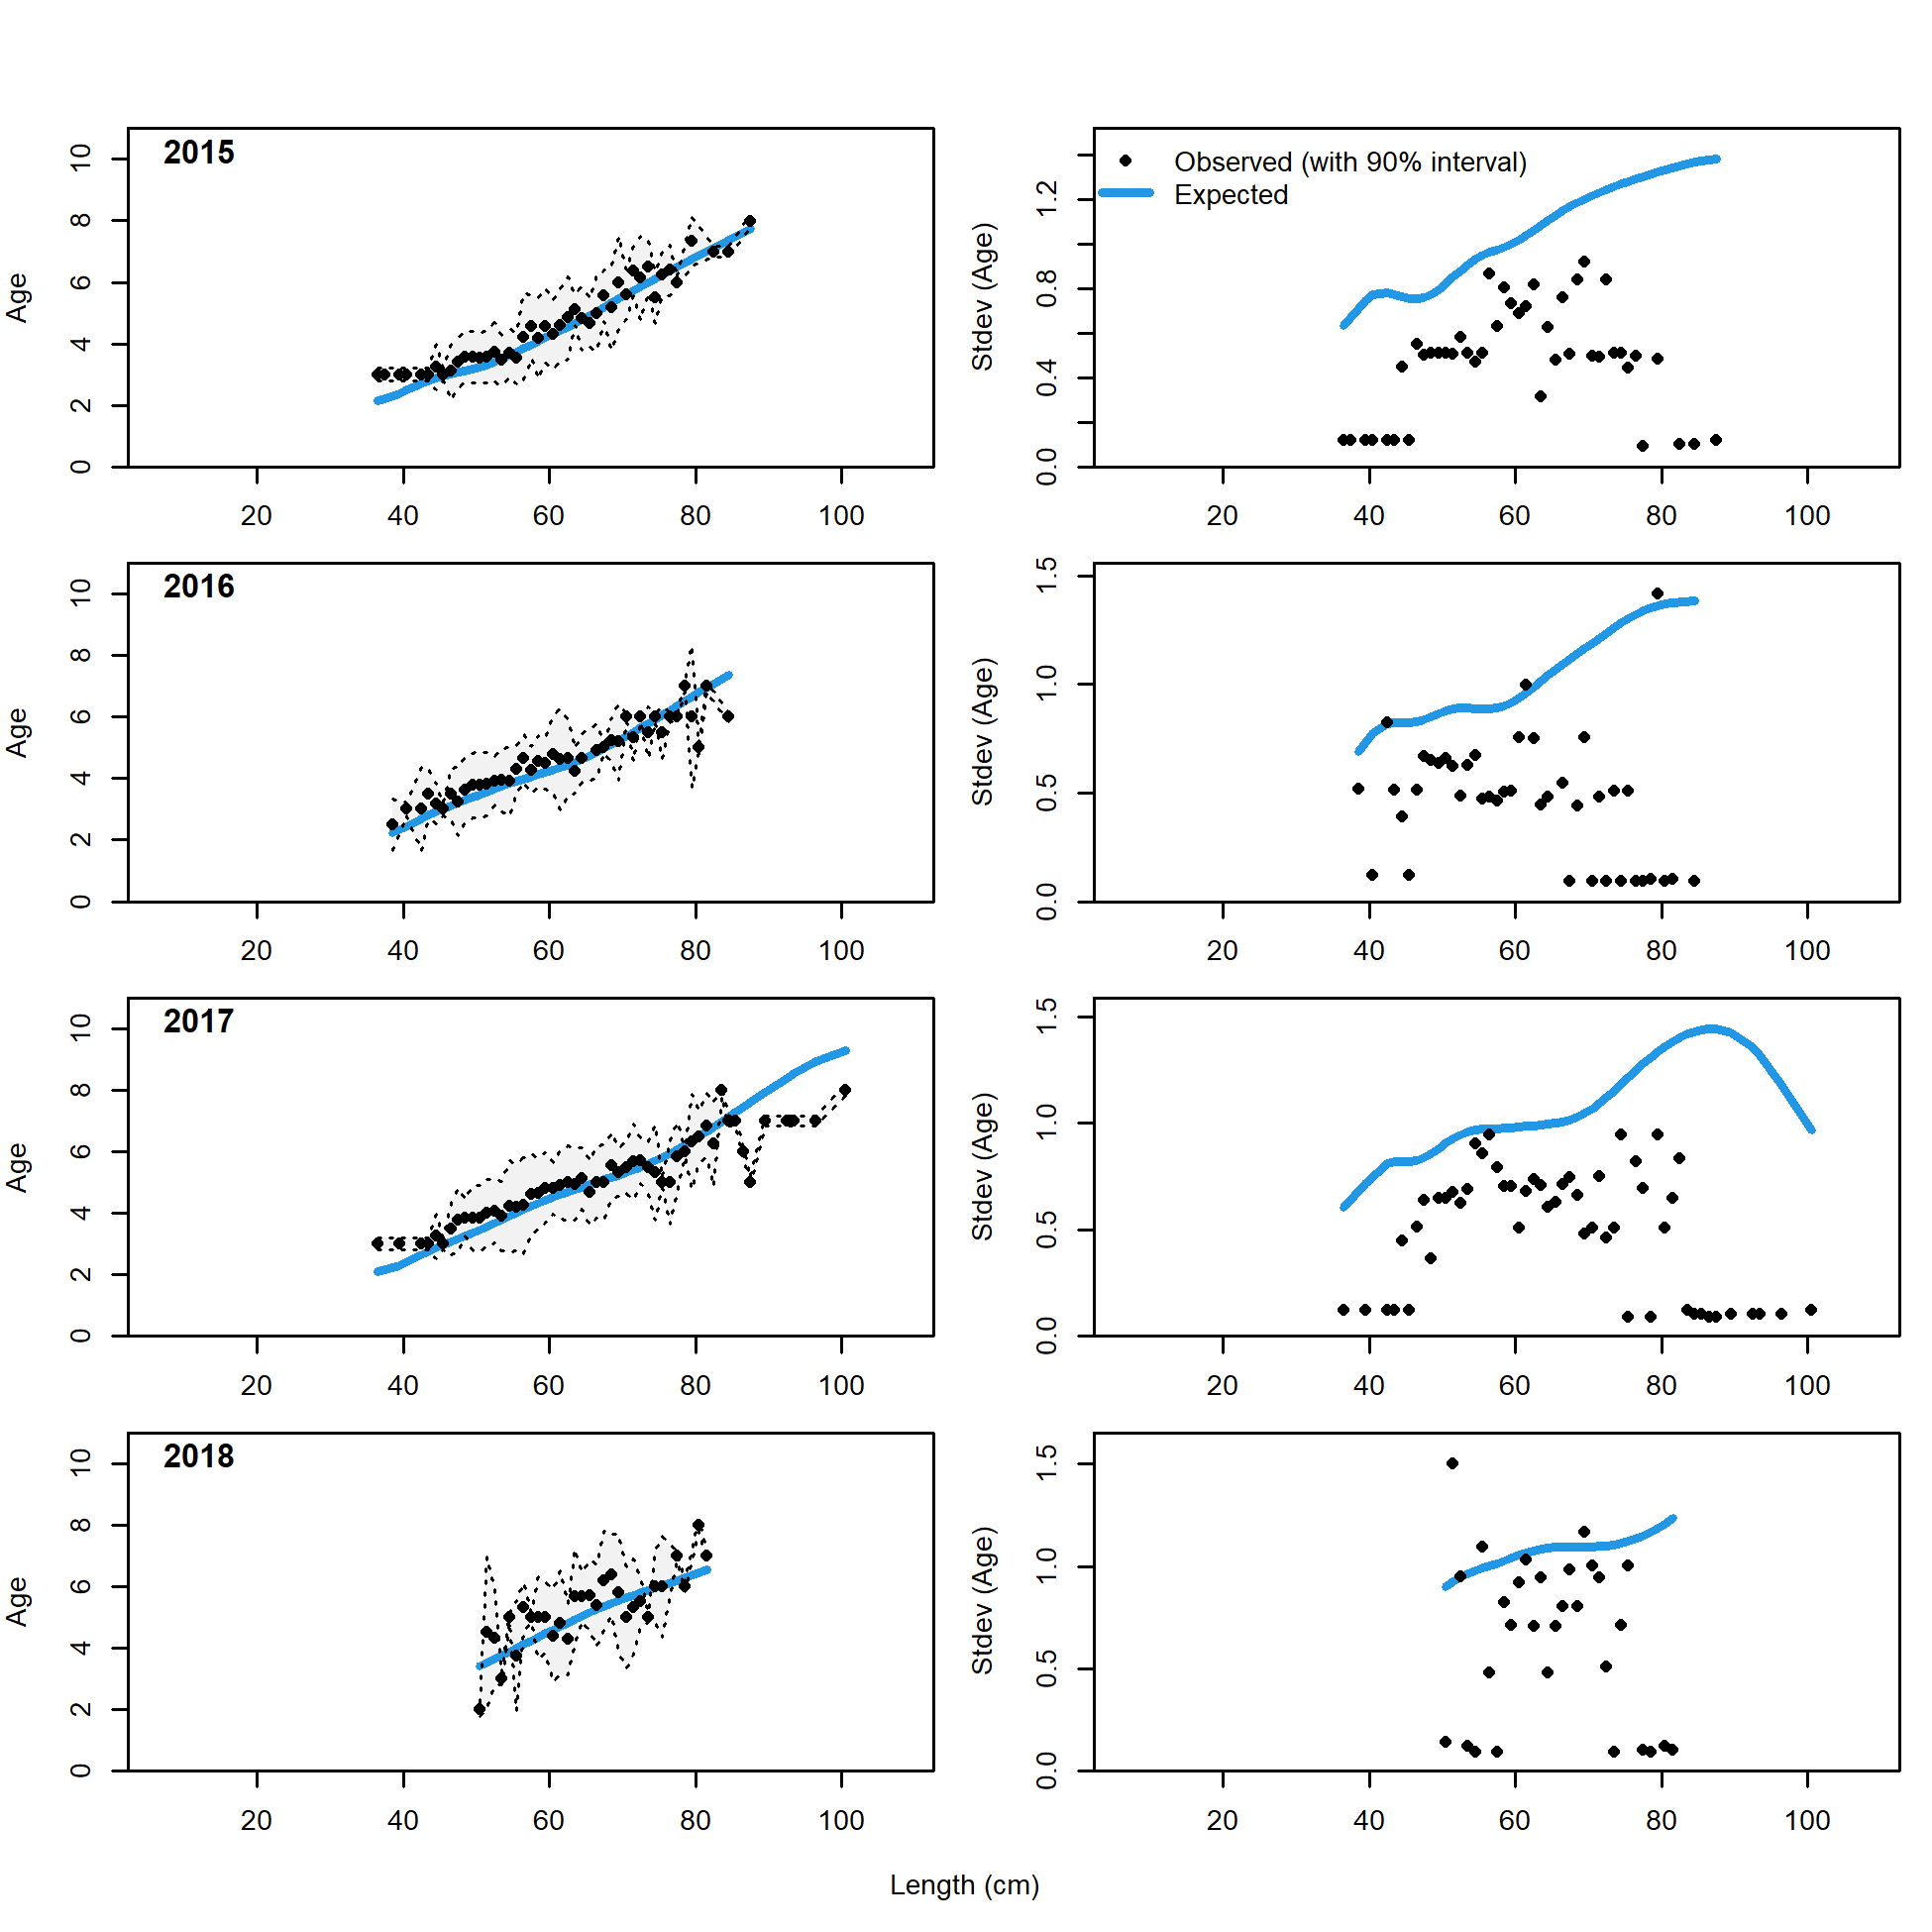 2015
Age
0 2 4 6 8 10
20 40 60 80 100
Observed (with 90% interval)
Expected
Stdev (Age)
0.0 0.4 0.8 1.2
20 40 60 80 100
2016
Age
0 2 4 6 8 10
20 40 60 80 100
Stdev (Age)
0.0 0.5 1.0 1.5
20 40 60 80 100
2017
Age
0 2 4 6 8 10
20 40 60 80 100
Stdev (Age)
0.0 0.5 1.0 1.5
20 40 60 80 100
2018
Age
0 2 4 6 8 10
20 40 60 80 100
Stdev (Age)
0.0 0.5 1.0 1.5
20 40 60 80 100
Length (cm)